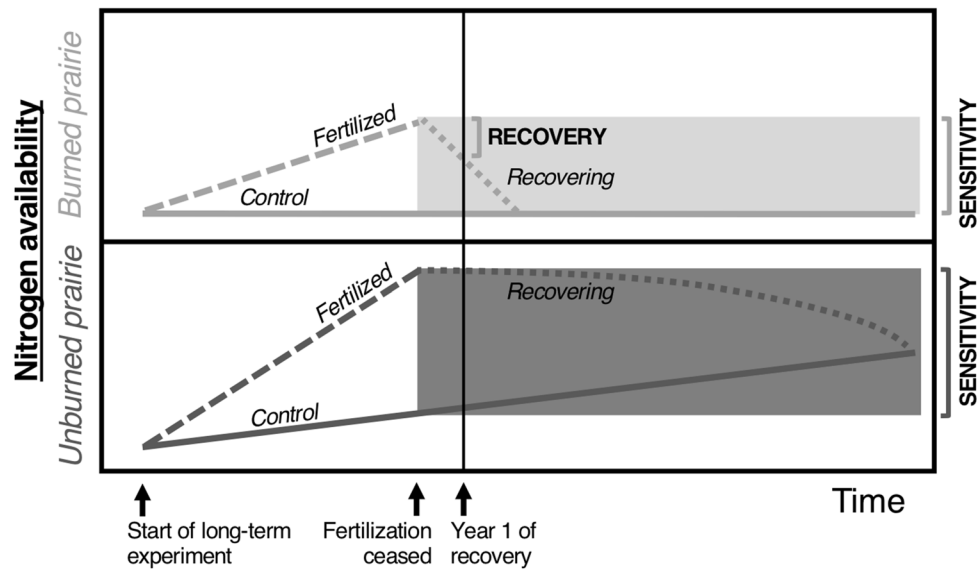 Nitrogen availability
Burned prairie
Fertilized
Control
RECOVERY
Recovering
SENSITIVITY
Unburned prairie
Fertilized
Control
Recovering
SENSITIVITY
Time
Start of long-term
experiment
Fertilization
ceased
Year 1 of
recovery